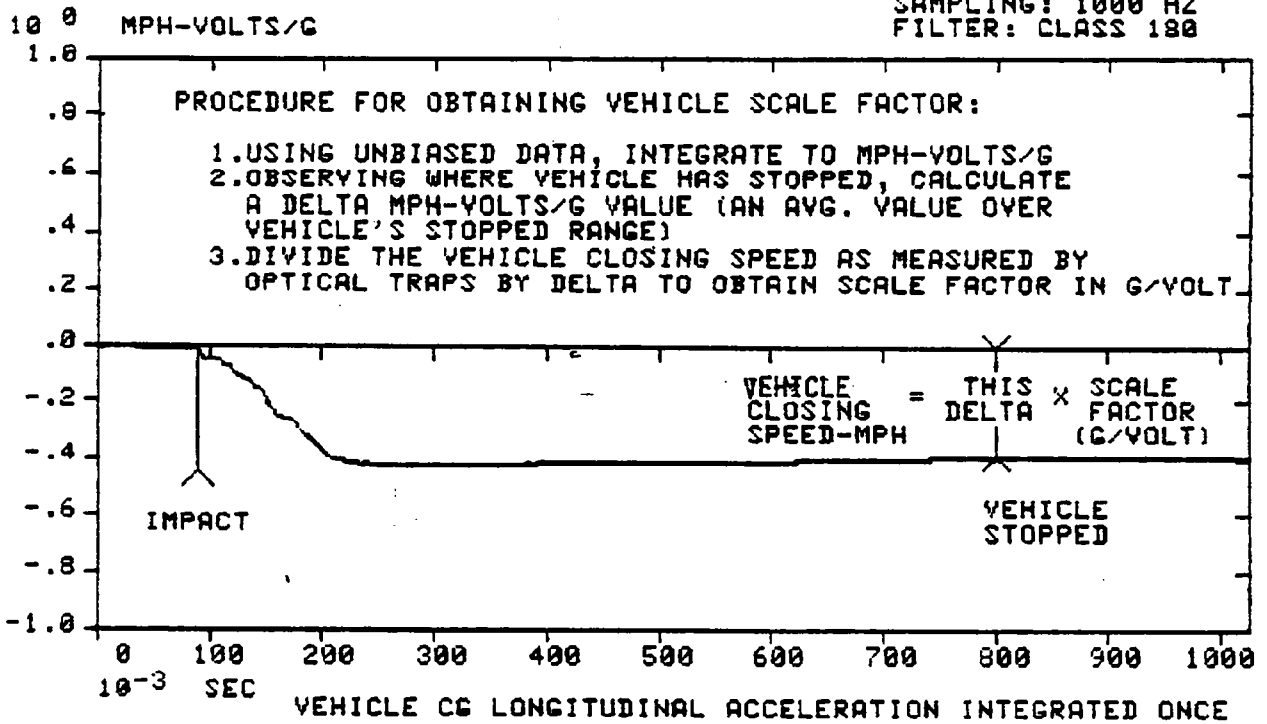 SAMPLING: 1000 HZ
FILTER: CLASS 180
10 0 MPH-VOLTS/G
1.0
.8
.6
.4
.2
.0
-.2
-.4
-.6
-.8
-1.0
PROCEDURE FOR OBTAINING VEHICLE SCALE FACTOR:
1.USING UNBIASED DATA, INTEGRATE TO MPH-VOLTS/G
2.OBSERVING WHERE VEHICLE HAS STOPPED, CALCULATE
A DELTA MPH-VOLTS/G VALUE (AN AVG. VALUE OVER
VEHICLE'S STOPPED RANGE)
3.DIVIDE THE VEHICLE CLOSING SPEED AS MEASURED BY
OPTICAL TRAPS BY DELTA TO OBTAIN SCALE FACTOR IN G/VOLT
VEHICLE = THIS × SCALE
CLOSING DELTA FACTOR
SPEED-MPH (G/VOLT)
IMPACT
VEHICLE
STOPPED
0 100 200 300 400 500 600 700 800 900 1000
10-3 SEC
VEHICLE CG LONGITUDINAL ACCELERATION INTEGRATED ONCE